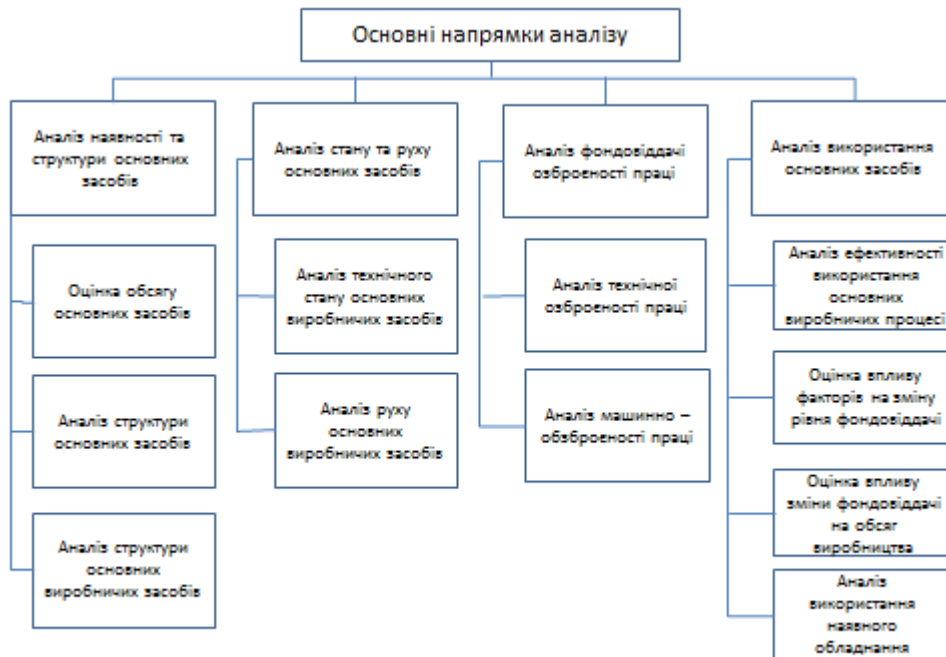 Основні напрямки аналізу
Аналіз наявності та
структури основних
засобів
Оцінка обсягу
основних засобів
Аналіз структури
основних засобів
Аналіз структури
основних
виробничих засобів
Аналіз стану та руху
основних засобів
Аналіз технічного
стану основних
виробничих засобів
Аналіз руху
основних
виробничих засобів
Аналіз фондовіддачі
озброєності праці
Аналіз технічної
озброєності праці
Аналіз машинно –
обзброєності праці
Аналіз використання
основних засобів
Аналіз ефективності
використання
основних
виробничих процесі
Оцінка впливу
факторів на зміну
рівня фондовіддачі
Оцінка впливу
зміни фондовіддачі
на обсяг
виробництва
Аналіз
використання
наявного
обладнання